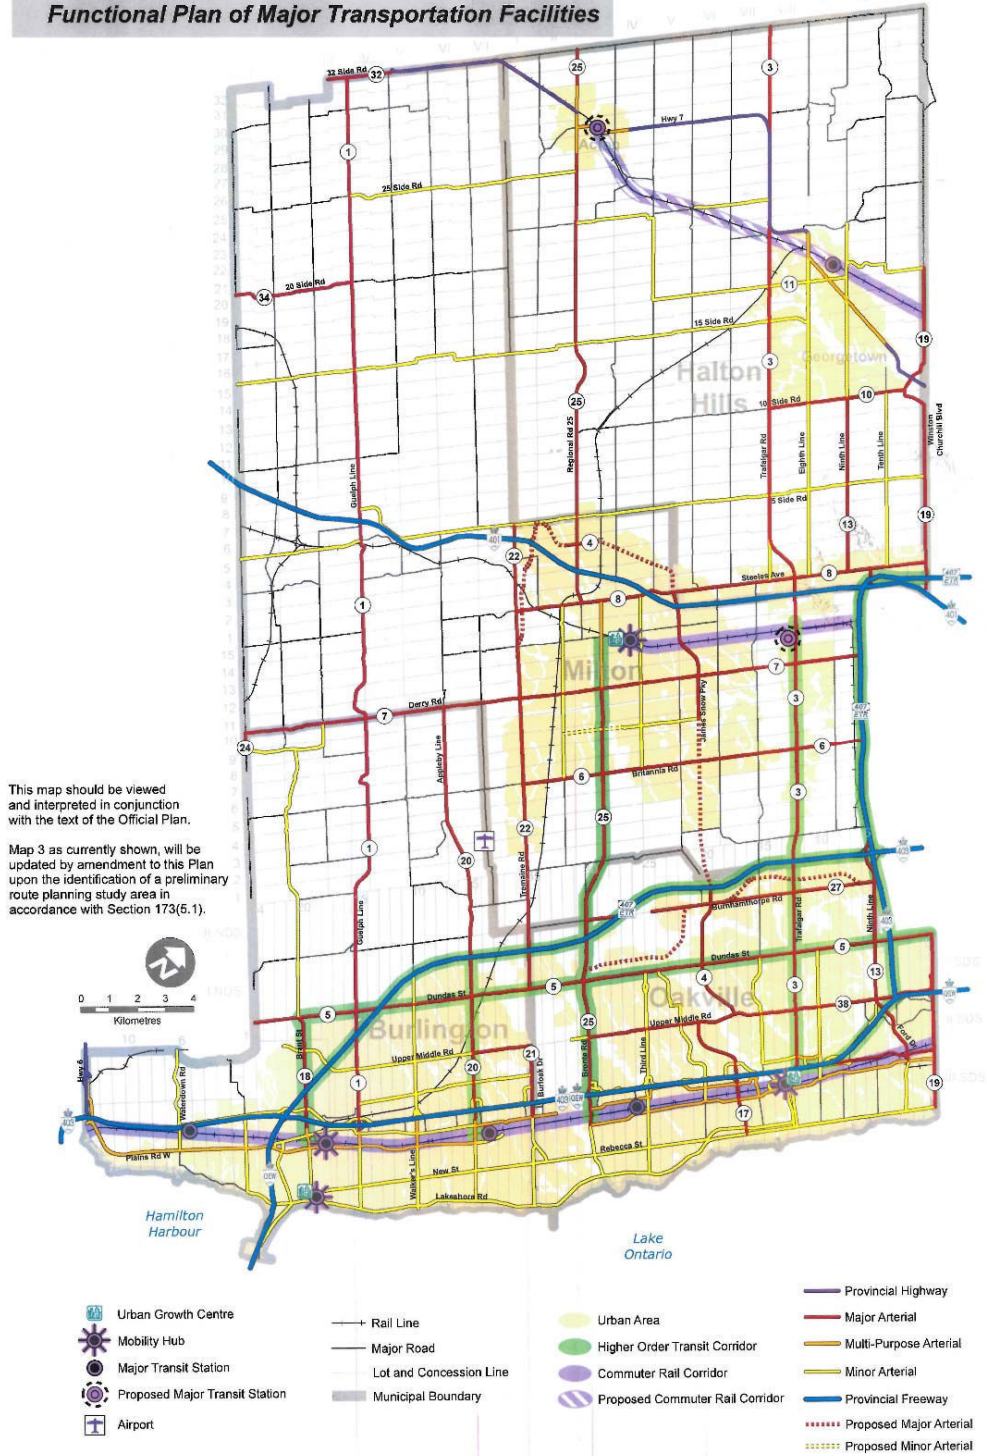 Functional Plan of Major Transportation Facilities
IV
V
VI
VII
32 Side Rd
32
25
3
1
Hwy 7
Acton
25 Side Rd
20 Side Rd
34
11
15 Side Rd
3
19
Georgetown
Halton
Hills
10 Side Rd
10
25
Regional Rd 25
Trafalgar Rd
Eighth Line
Ninth Line
Tenth Line
Winston
Churchill Blvd
Guelph Line
5 Side Rd
401
22
4
13
19
Steeles Ave
8
407
ETR
401
8
1
Milton
7
Derry Rd
7
24
3
James Snow Pky
407
ETR
Appleby Line
6
Britannia Rd
6
3
25
22
1
20
Tremaine Rd
This map should be viewed
and interpreted in conjunction
with the text of the Official Plan.
Map 3 as currently shown, will be
updated by amendment to this Plan
upon the identification of a preliminary
route planning study area in
accordance with Section 173(5.1).
403
27
Burnhamthorpe Rd
407
ETR
Guelph Line
Trafalgar Rd
Ninth Line
403
N
0 1 2 3 4
Kilometres
5
Dundas St
5
Dundas St
5
4
3
13
QEW
Oakville
Burlington
38
25
Upper Middle Rd
Upper Middle Rd
Brant St
21
Burloak Dr
Bronte Rd
Third Line
Ford Dr
Hwy 6
Waterdown Rd
18
1
20
403
QEW
17
19
403
Plains Rd W
QEW
Walker's Line
New St
Rebecca St
Lakeshore Rd
Hamilton
Harbour
Lake
Ontario
Urban Growth Centre
Mobility Hub
Major Transit Station
Proposed Major Transit Station
Airport
Rail Line
Major Road
Lot and Concession Line
Municipal Boundary
Urban Area
Higher Order Transit Corridor
Commuter Rail Corridor
Proposed Commuter Rail Corridor
Provincial Highway
Major Arterial
Multi-Purpose Arterial
Minor Arterial
Provincial Freeway
Proposed Major Arterial
Proposed Minor Arterial